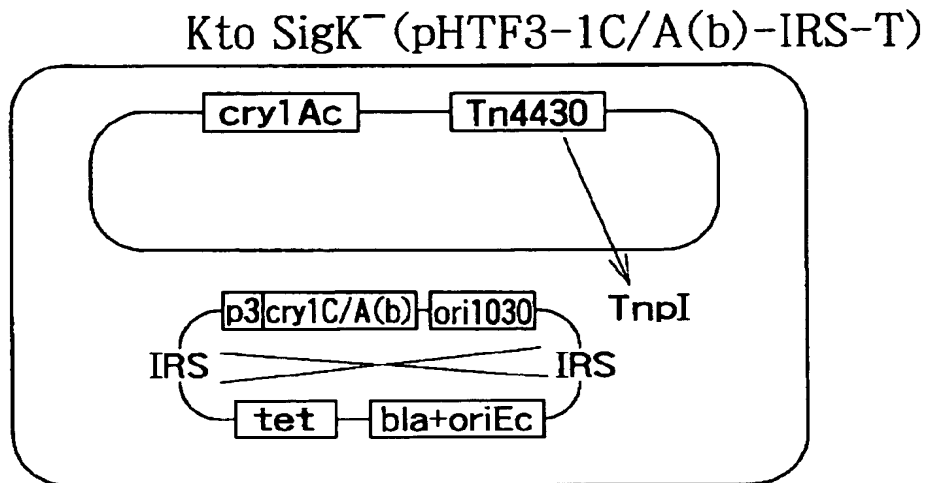 Kto SigK⁻(pHTF3-1C/A(b)-IRS-T)
cry1Ac Tn4430
p3 cry1C/A(b) ori1030 TnpI
IRS IRS
tet bla+oriEc